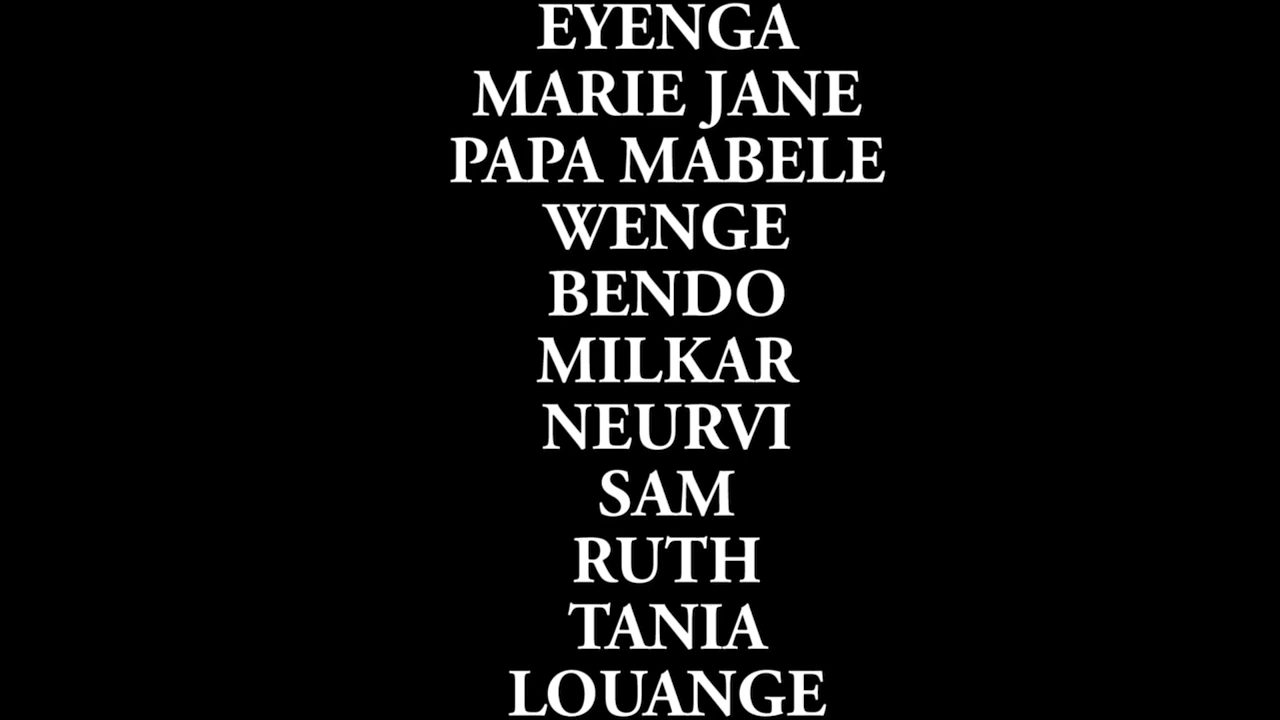 EYENGA
MARIE JANE
PAPA MABELE
WENGE
BENDO
MILKAR
NEURVI
SAM
RUTH
TANIA
LOUANGE